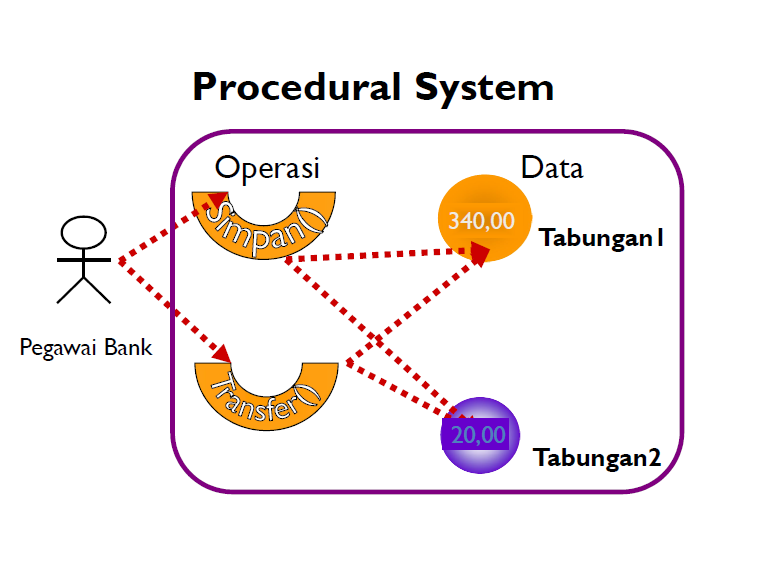 Procedural System
Operasi
Data
Simpan()
340,00
Tabungan1
Pegawai Bank
Transfer()
20,00
Tabungan2